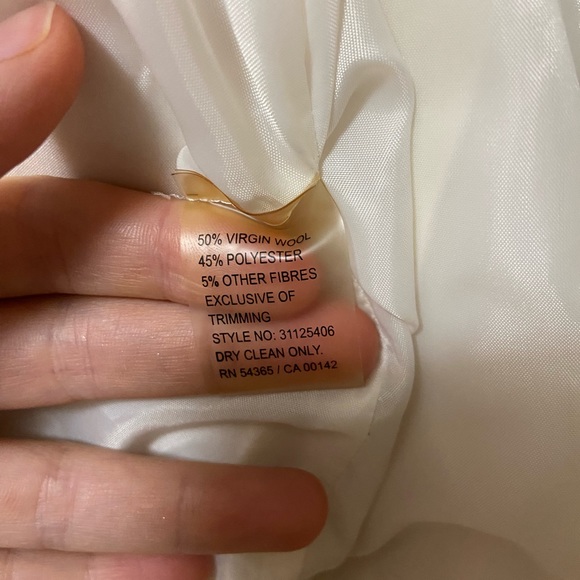 50% VIRGIN WOOL
45% POLYESTER
5% OTHER FIBRES
EXCLUSIVE OF
TRIMMING
STYLE NO: 31125406
DRY CLEAN ONLY.
RN 54365 / CA 00142